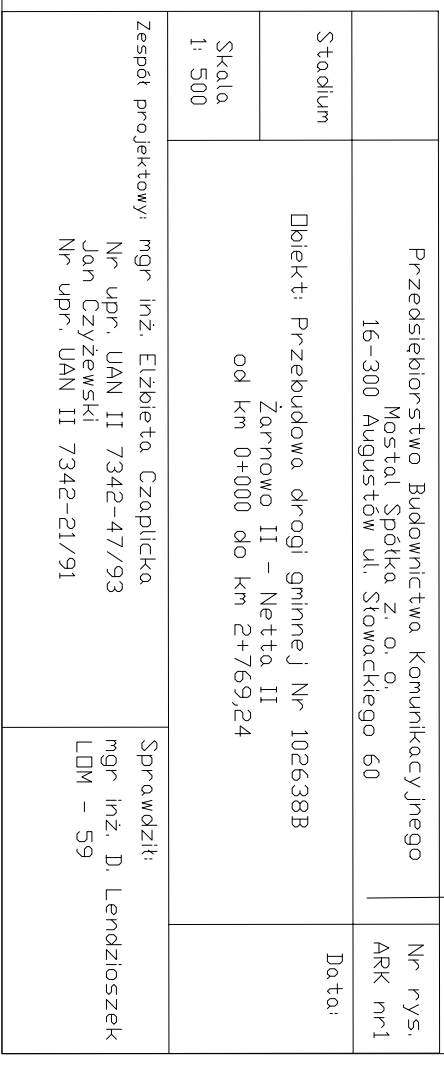 Przedsiębiorstwo Budownictwa Komunikacyjnego
Mostal Spółka z. o. o.
16-300 Augustów ul. Słowackiego 60
Nr rys.
ARK nr1
Stadium
Obiekt: Przebudowa drogi gminnej Nr 102638B
Żarnowo II - Netta II
od km 0+000 do km 2+769,24
Data:
Skala
1: 500
Zespół projektowy: mgr inż. Elżbieta Czaplicka
Nr upr. UAN II 7342-47/93
Jan Czyżewski
Nr upr. UAN II 7342-21/91
Sprawdził:
mgr inż. D. Lendzioszek
LOM - 59